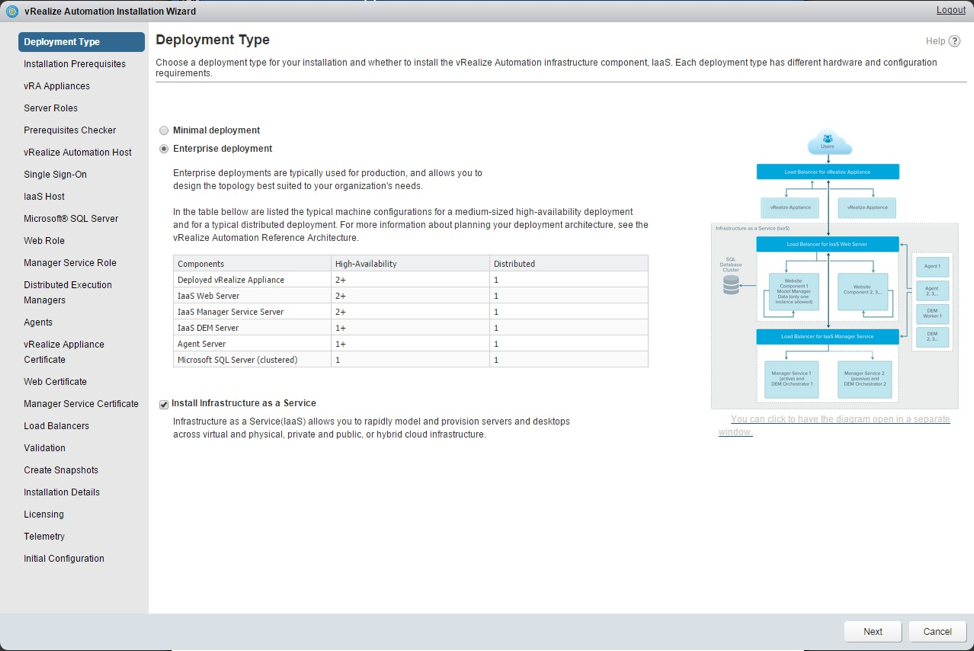 vRealize Automation Installation Wizard
Logout
Deployment Type
Installation Prerequisites
vRA Appliances
Server Roles
Prerequisites Checker
vRealize Automation Host
Single Sign-On
IaaS Host
Microsoft® SQL Server
Web Role
Manager Service Role
Distributed Execution
Managers
Agents
vRealize Appliance
Certificate
Web Certificate
Manager Service Certificate
Load Balancers
Validation
Create Snapshots
Installation Details
Licensing
Telemetry
Initial Configuration
Deployment Type
Help ?
Choose a deployment type for your installation and whether to install the vRealize Automation infrastructure component, IaaS. Each deployment type has different hardware and configuration
requirements.
Minimal deployment
Enterprise deployment
Enterprise deployments are typically used for production, and allows you to
design the topology best suited to your organization's needs.
In the table bellow are listed the typical machine configurations for a medium-sized high-availability deployment
and for a typical distributed deployment. For more information about planning your deployment architecture, see the
vRealize Automation Reference Architecture.
Components High-Availability Distributed
Deployed vRealize Appliance 2+ 1
IaaS Web Server 2+ 1
IaaS Manager Service Server 2+ 1
IaaS DEM Server 1+ 1
Agent Server 1+ 1
Microsoft SQL Server (clustered) 1 1
Install Infrastructure as a Service
Infrastructure as a Service(IaaS) allows you to rapidly model and provision servers and desktops
across virtual and physical, private and public, or hybrid cloud infrastructure.
Users
Load Balancer for vRealize Appliance
vRealize Appliance
vRealize Appliance
Infrastructure as a Service (IaaS)
Load Balancer for IaaS Web Server
SQL
Database
Cluster
Website
Component 1
Model Manager
Data (only one
instance allowed)
Website
Component 2, 3,...
Agent 1
Agent
2, 3...
DEM
Worker 1
DEM
2, 3...
Load Balancer for IaaS Manager Service
Manager Service 1
(active) and
DEM Orchestrator 1
Manager Service 2
(passive) and
DEM Orchestrator 2
You can click to have the diagram open in a separate
window.
Next
Cancel